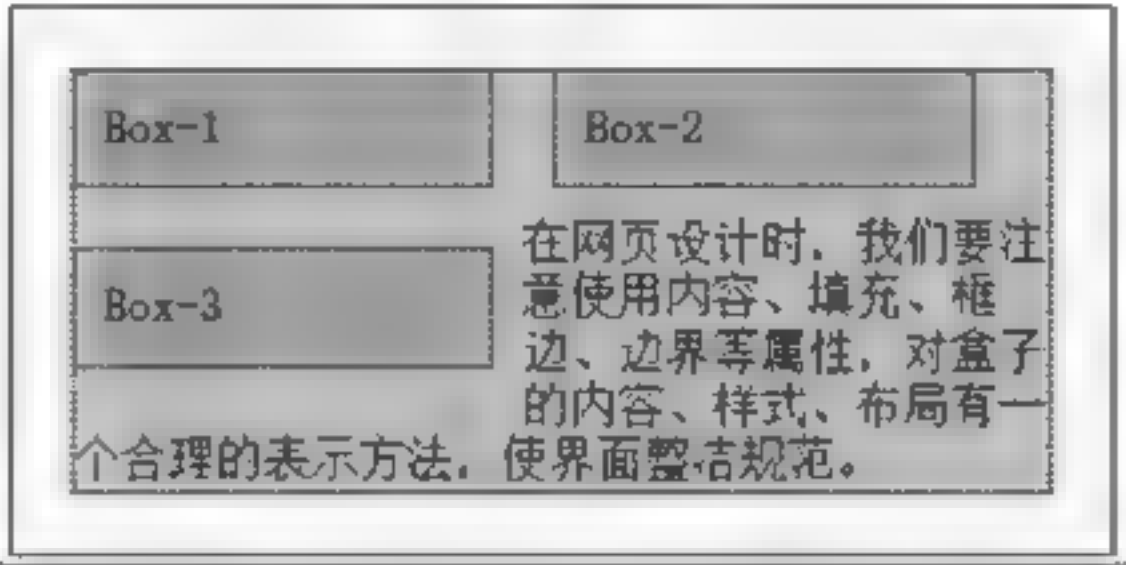 Box-1
Box-2
在网页设计时，我们要注
Box-3
意使用内容、填充、框
边、边界等属性，对盒子
的内容、样式、布局有一
个合理的表示方法，使界面整洁规范。